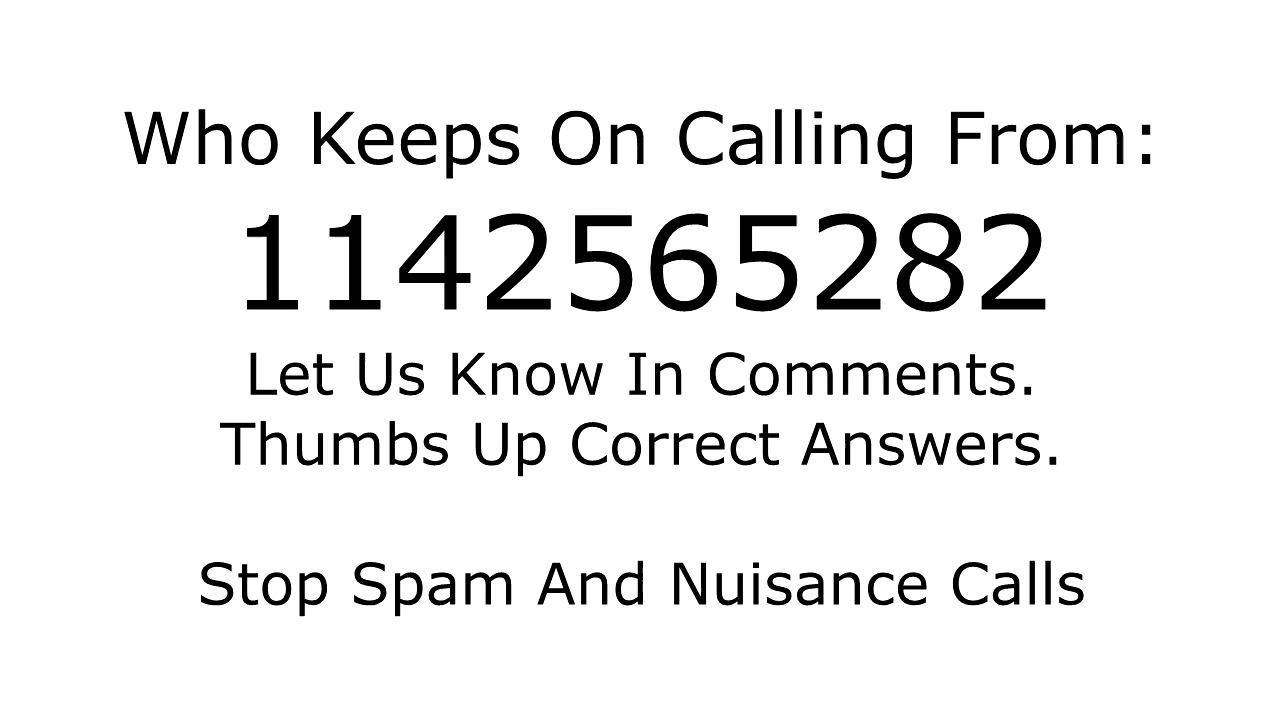 Who Keeps On Calling From:
1142565282
Let Us Know In Comments.
Thumbs Up Correct Answers.
Stop Spam And Nuisance Calls